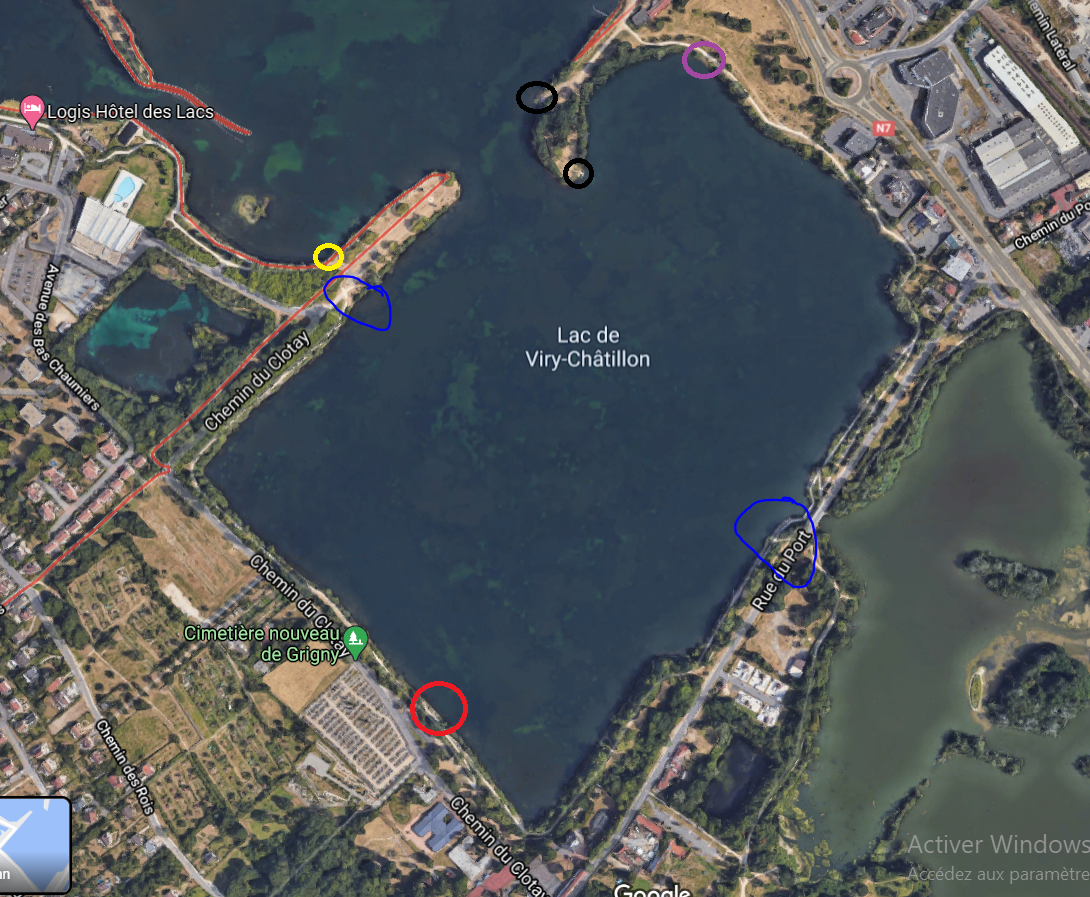 Logis Hôtel des Lacs
N7
Chemin du Po
Avenue des Bas Chaumiers
Chemin du Clotay
Lac de
Viry-Châtillon
Rue du Port
Chemin du Clotay
Cimetière nouveau
de Grigny
Chemin des Rois
Chemin du Clotay
Activer Windows
Accédez aux paramètre
Google